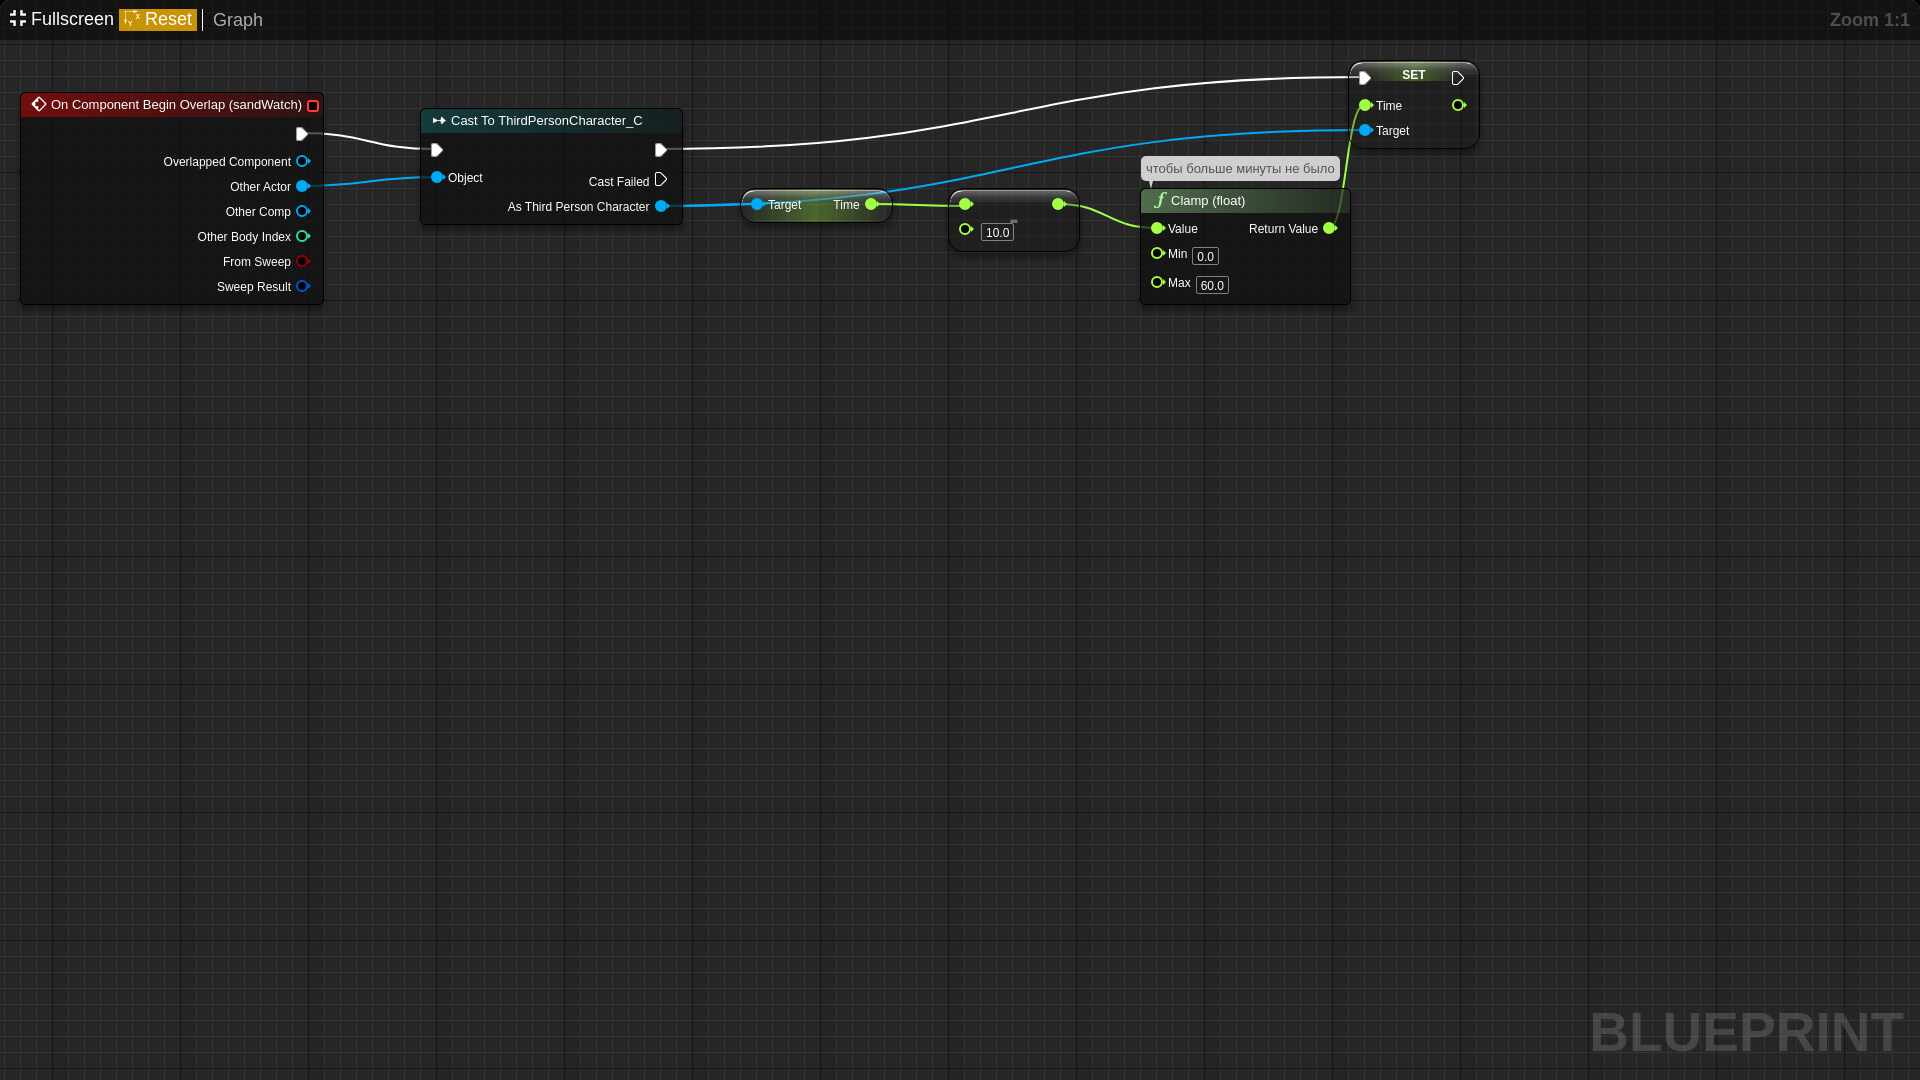 Fullscreen Reset Graph Zoom 1:1
On Component Begin Overlap (sandWatch)
Overlapped Component
Other Actor
Other Comp
Other Body Index
From Sweep
Sweep Result
Cast To ThirdPersonCharacter_C
Object
Cast Failed
As Third Person Character
Target Time
-
10.0
чтобы больше минуты не было
f Clamp (float)
Value Return Value
Min 0.0
Max 60.0
SET
Time
Target
BLUEPRINT